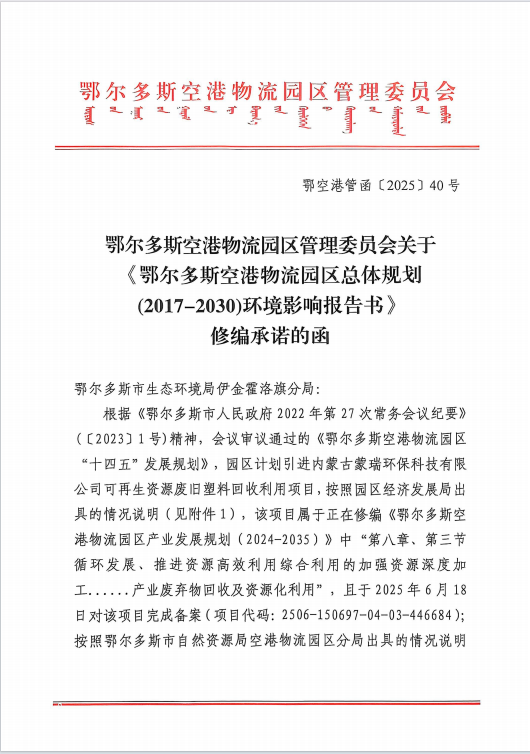 鄂尔多斯空港物流园区管理委员会
鄂空港管函〔2025〕40号
鄂尔多斯空港物流园区管理委员会关于
《鄂尔多斯空港物流园区总体规划
(2017-2030)环境影响报告书》
修编承诺的函
鄂尔多斯市生态环境局伊金霍洛旗分局：
根据《鄂尔多斯市人民政府2022年第27次常务会议纪要》
(〔2023〕1号)精神，会议审议通过的《鄂尔多斯空港物流园区
“十四五”发展规划》，园区计划引进内蒙古蒙瑞环保科技有限
公司可再生资源废旧塑料回收利用项目,按照园区经济发展局出
具的情况说明（见附件1），该项目属于正在修编《鄂尔多斯空
港物流园区产业发展规划（2024-2035）》中“第八章、第三节
循环发展、推进资源高效利用综合利用的加强资源深度加
工......产业废弃物回收及资源化利用”，且于2025年6月18
日对该项目完成备案（项目代码：2506-150697-04-03-446684）；
按照鄂尔多斯市自然资源局空港物流园区分局出具的情况说明